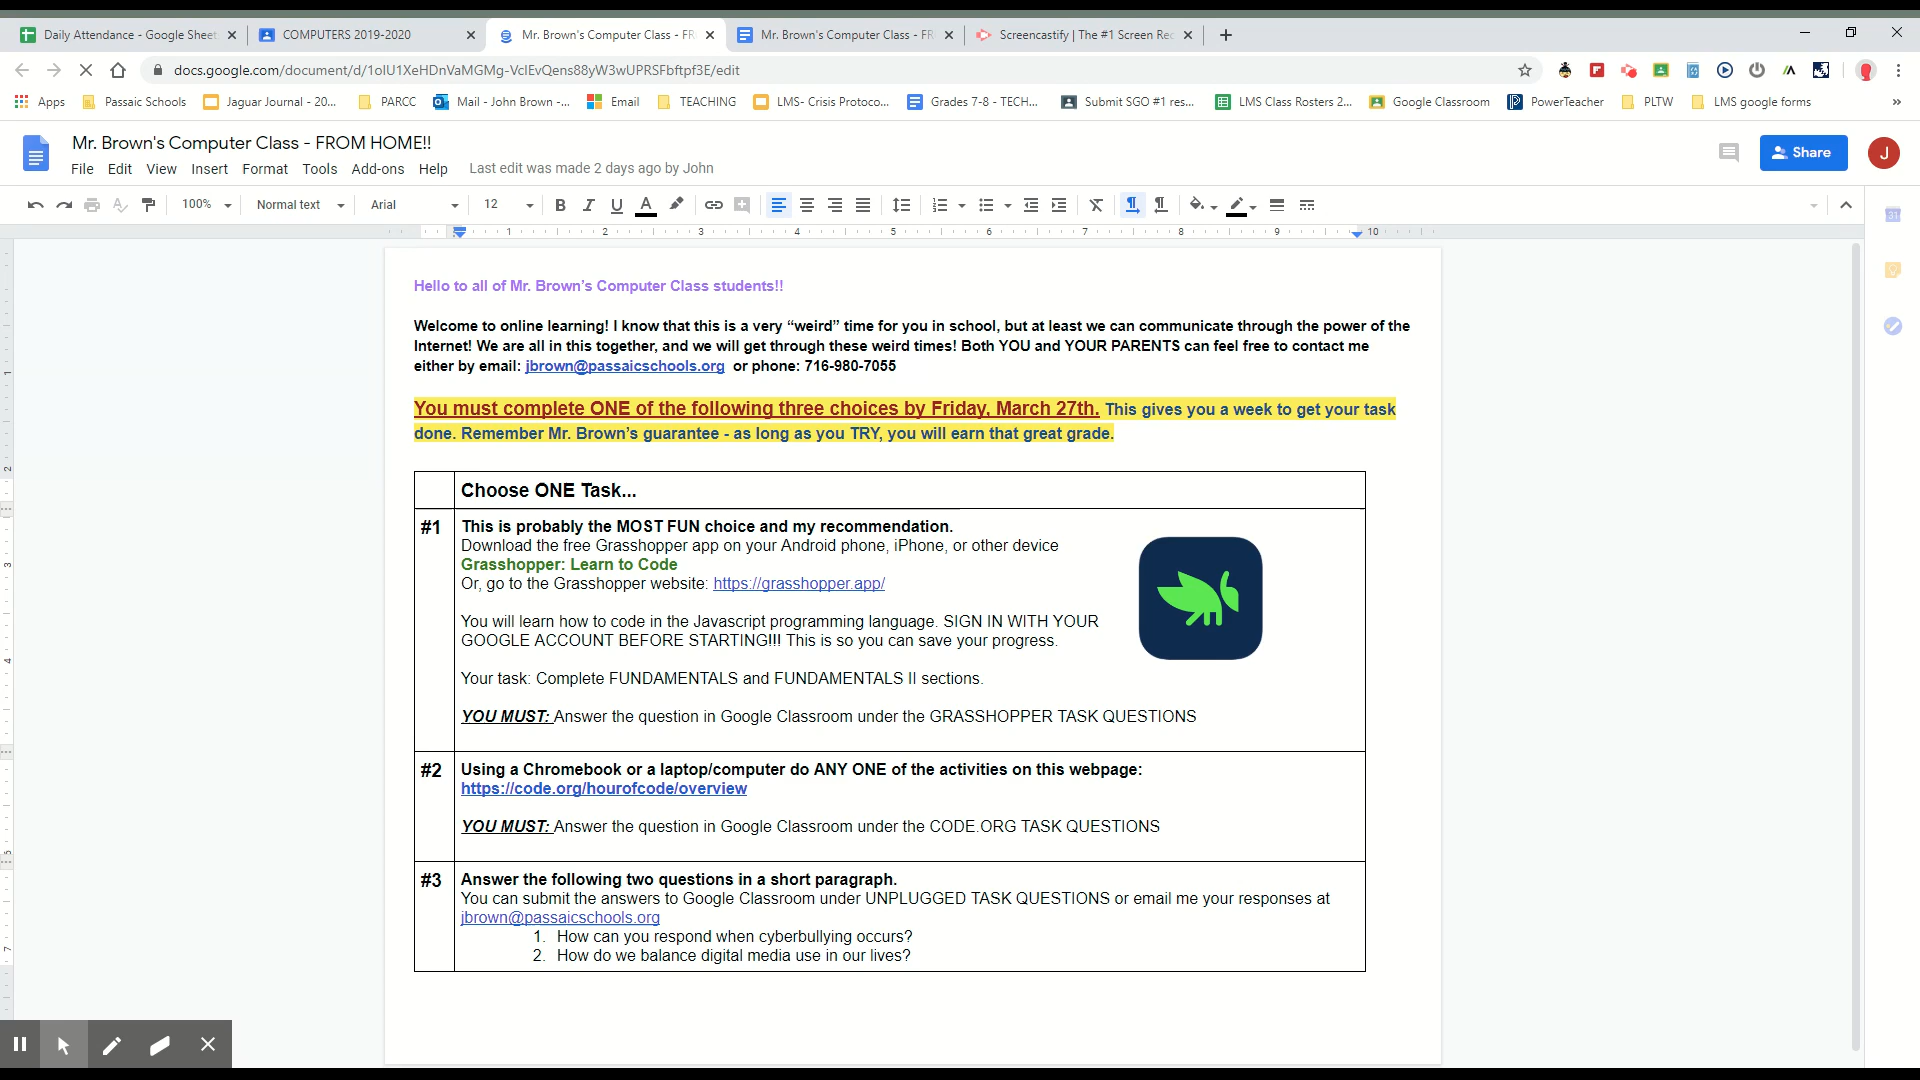 Daily Attendance - Google Sheet
COMPUTERS 2019-2020
Mr. Brown's Computer Class - FR
Mr. Brown's Computer Class - FR
Screencastify | The #1 Screen Rec
docs.google.com/document/d/1olU1XeHDnVaMGMg-VclEvQens88yW3wUPRSFbftpf3E/edit
Apps
Passaic Schools
Jaguar Journal - 20...
PARCC
Mail - John Brown -...
Email
TEACHING
LMS- Crisis Protoco...
Grades 7-8 - TECH...
Submit SGO #1 res...
LMS Class Rosters 2...
Google Classroom
PowerTeacher
PLTW
LMS google forms
»
Mr. Brown's Computer Class - FROM HOME!!
File Edit View Insert Format Tools Add-ons Help Last edit was made 2 days ago by John
Share
J
100% Normal text Arial 12 B I U A
1 2 3 4 5 6 7 8 9 10
31
1
2
3
4
5
7
Hello to all of Mr. Brown’s Computer Class students!!
Welcome to online learning! I know that this is a very “weird” time for you in school, but at least we can communicate through the power of the
Internet! We are all in this together, and we will get through these weird times! Both YOU and YOUR PARENTS can feel free to contact me
either by email: jbrown@passaicschools.org or phone: 716-980-7055
You must complete ONE of the following three choices by Friday, March 27th. This gives you a week to get your task
done. Remember Mr. Brown’s guarantee - as long as you TRY, you will earn that great grade.
Choose ONE Task...
#1 This is probably the MOST FUN choice and my recommendation.
Download the free Grasshopper app on your Android phone, iPhone, or other device
Grasshopper: Learn to Code
Or, go to the Grasshopper website: https://grasshopper.app/
You will learn how to code in the Javascript programming language. SIGN IN WITH YOUR
GOOGLE ACCOUNT BEFORE STARTING!!! This is so you can save your progress.
Your task: Complete FUNDAMENTALS and FUNDAMENTALS II sections.
YOU MUST: Answer the question in Google Classroom under the GRASSHOPPER TASK QUESTIONS
#2 Using a Chromebook or a laptop/computer do ANY ONE of the activities on this webpage:
https://code.org/hourofcode/overview
YOU MUST: Answer the question in Google Classroom under the CODE.ORG TASK QUESTIONS
#3 Answer the following two questions in a short paragraph.
You can submit the answers to Google Classroom under UNPLUGGED TASK QUESTIONS or email me your responses at
jbrown@passaicschools.org
1. How can you respond when cyberbullying occurs?
2. How do we balance digital media use in our lives?